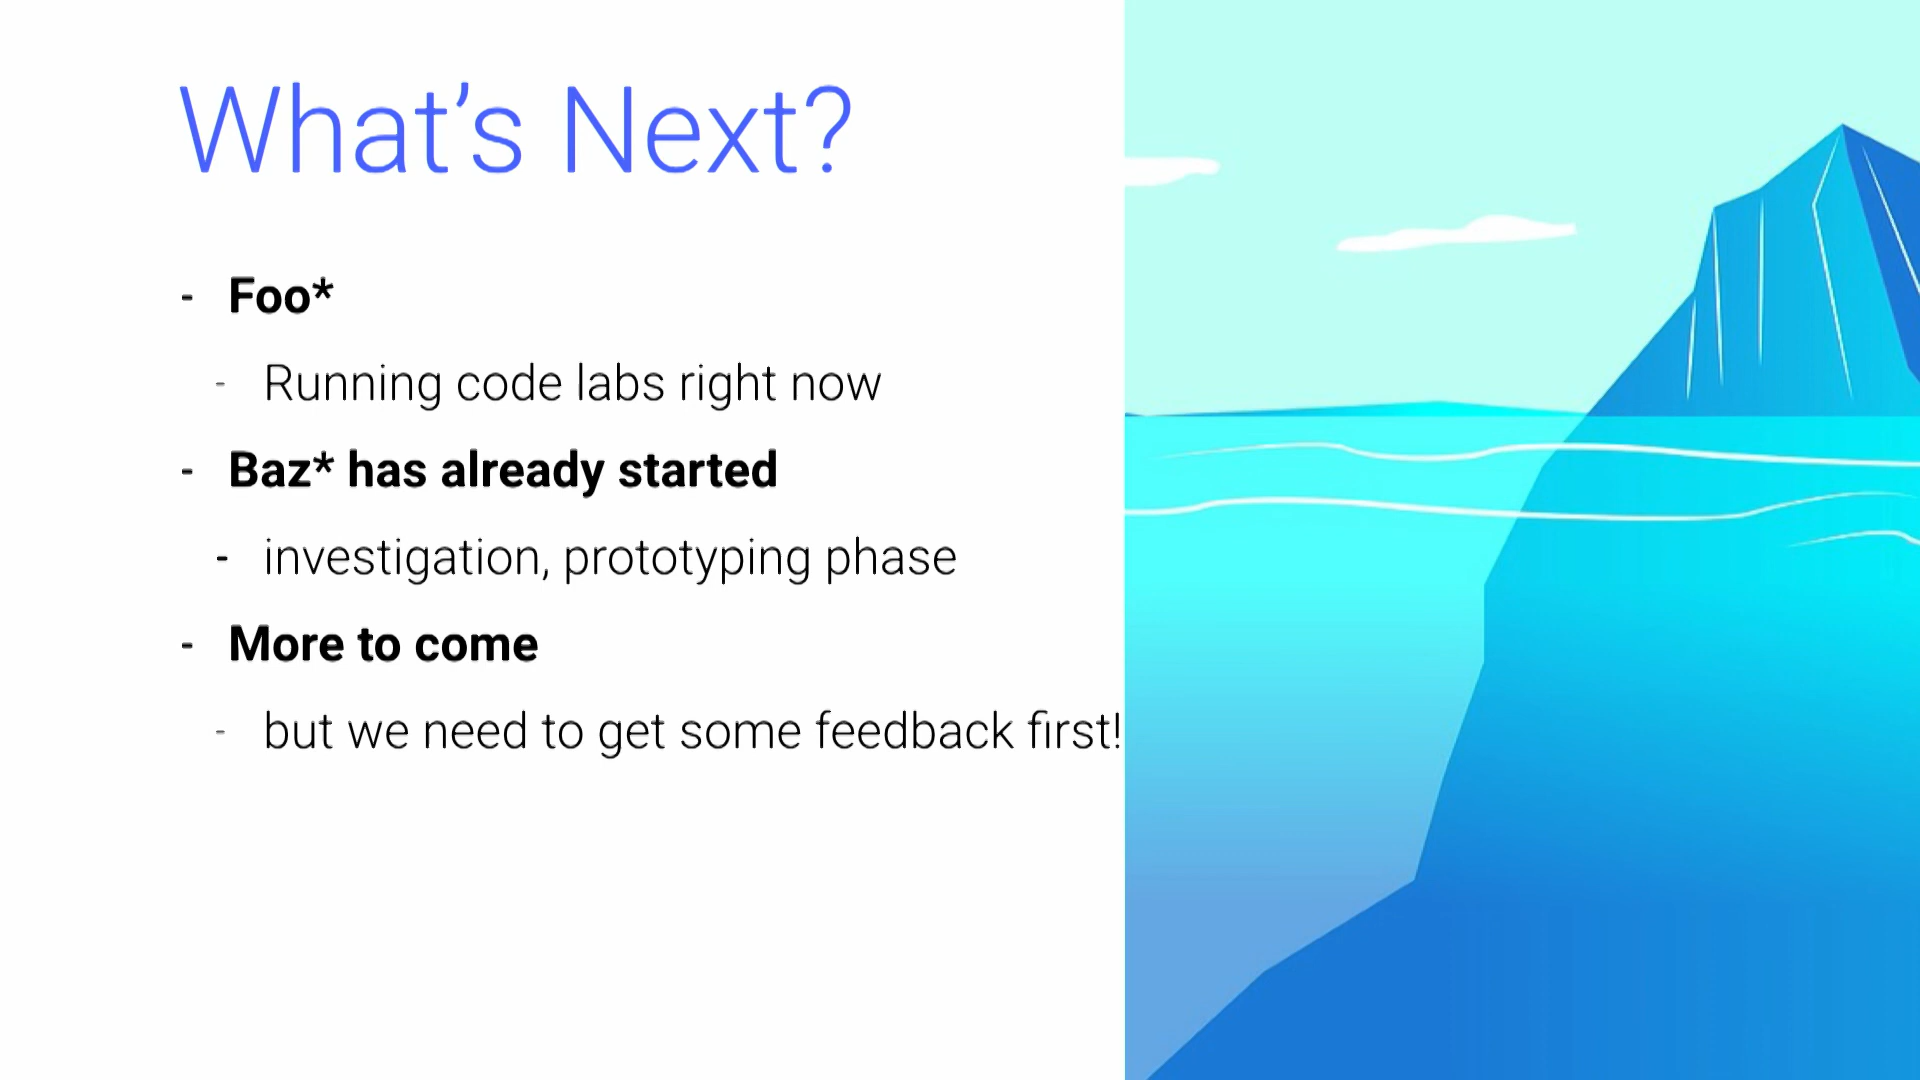 What’s Next?
- Foo*
- Running code labs right now
- Baz* has already started
- investigation, prototyping phase
- More to come
- but we need to get some feedback first!